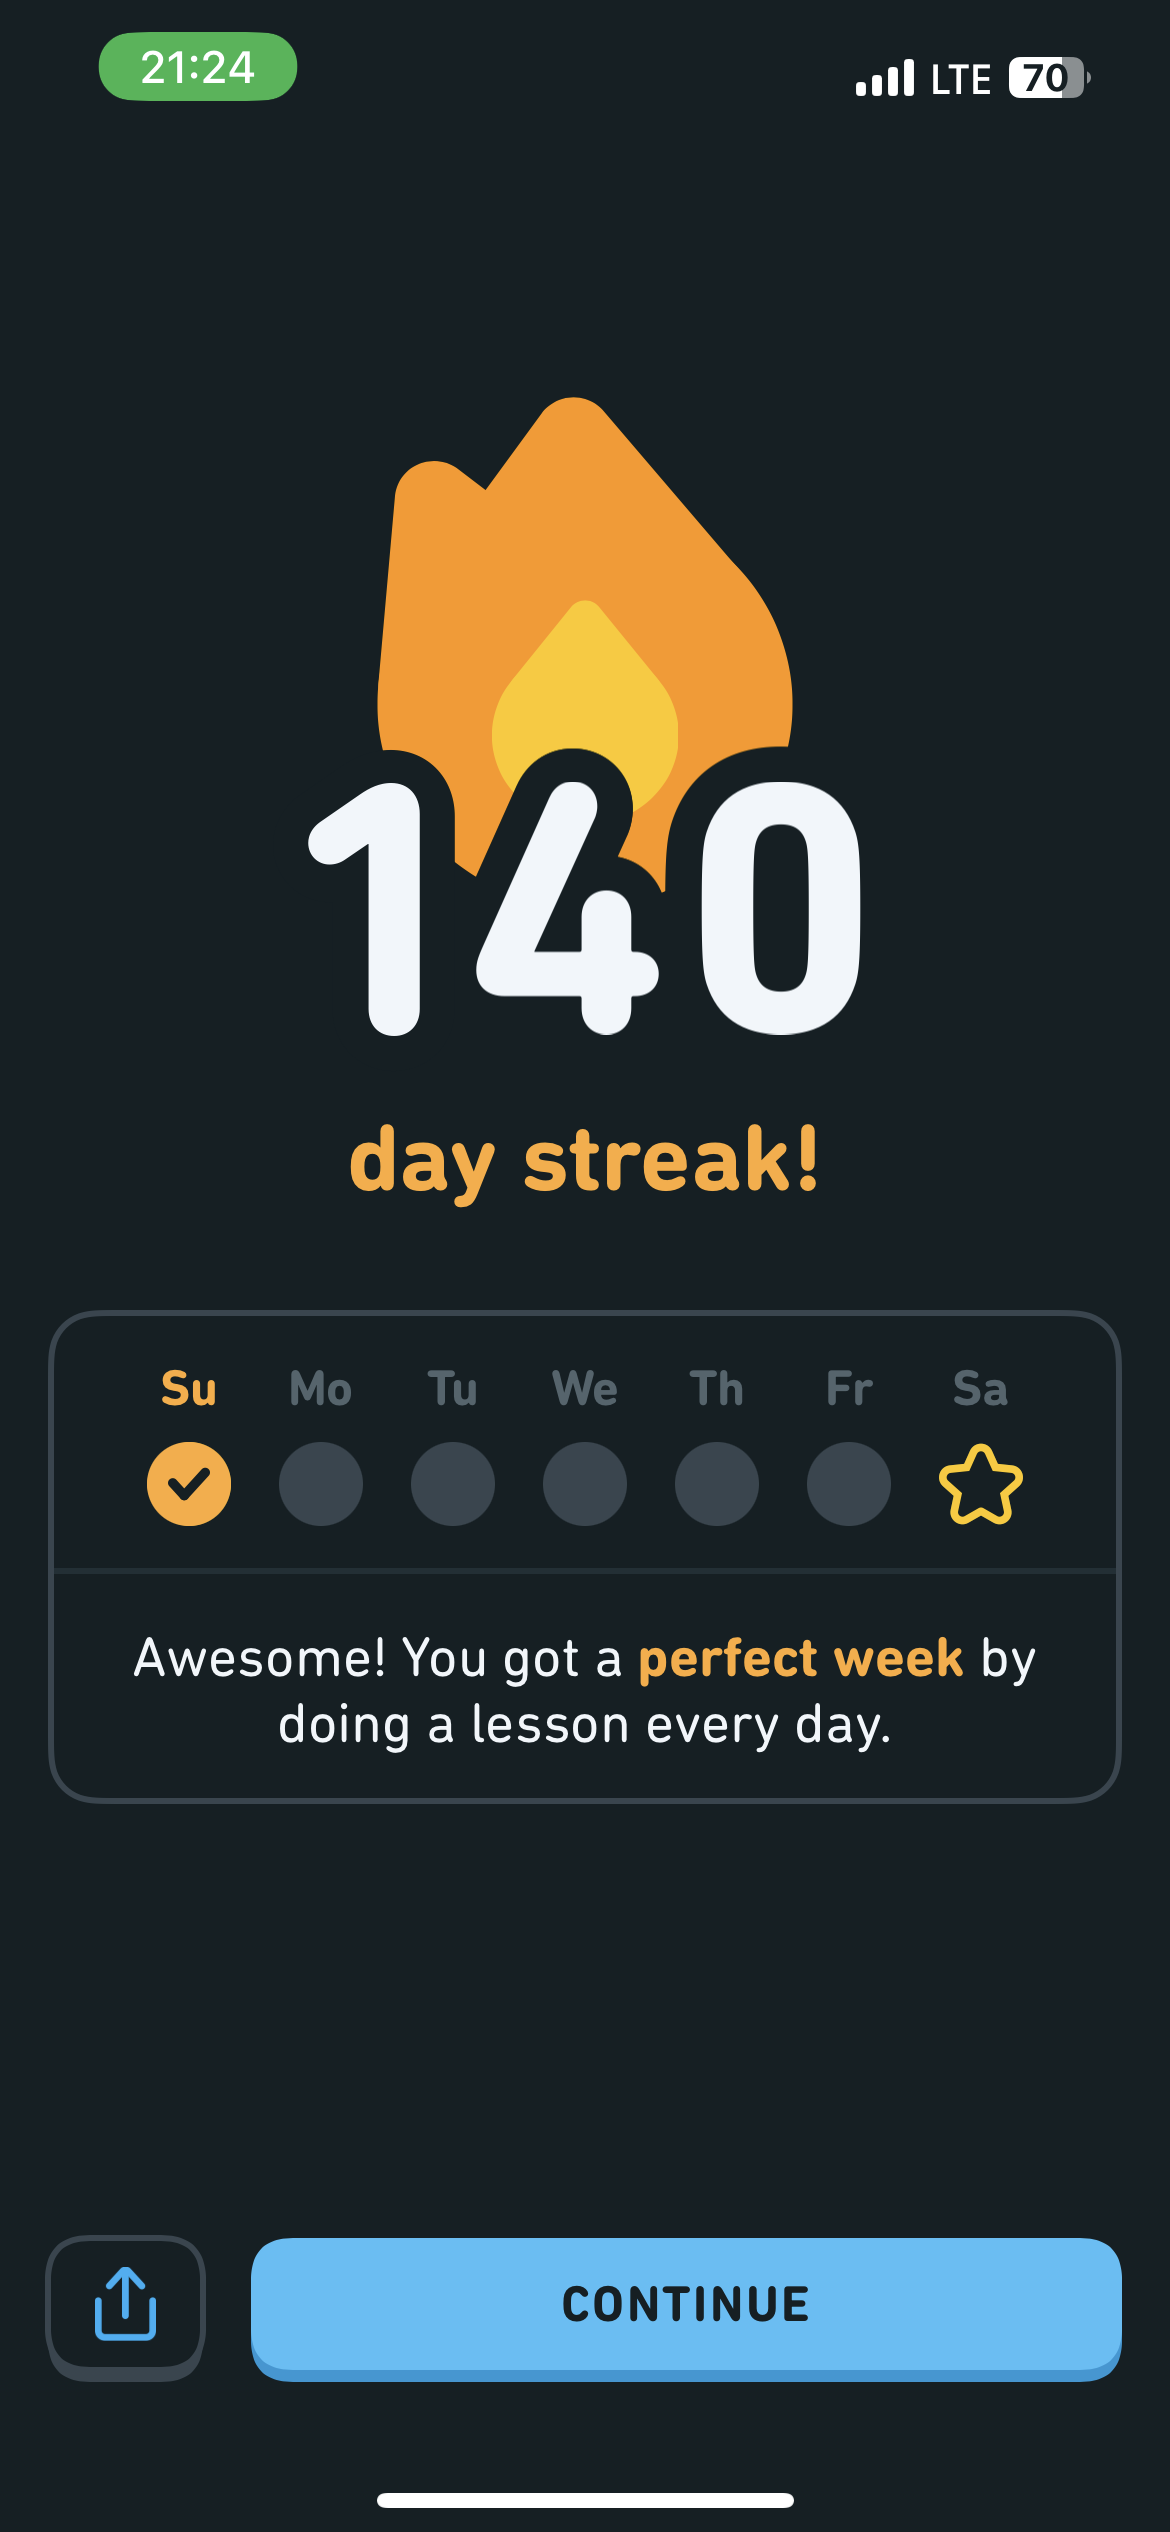 21:24 LTE 70
140
day streak!
Su Mo Tu We Th Fr Sa
Awesome! You got a perfect week by
doing a lesson every day.
CONTINUE